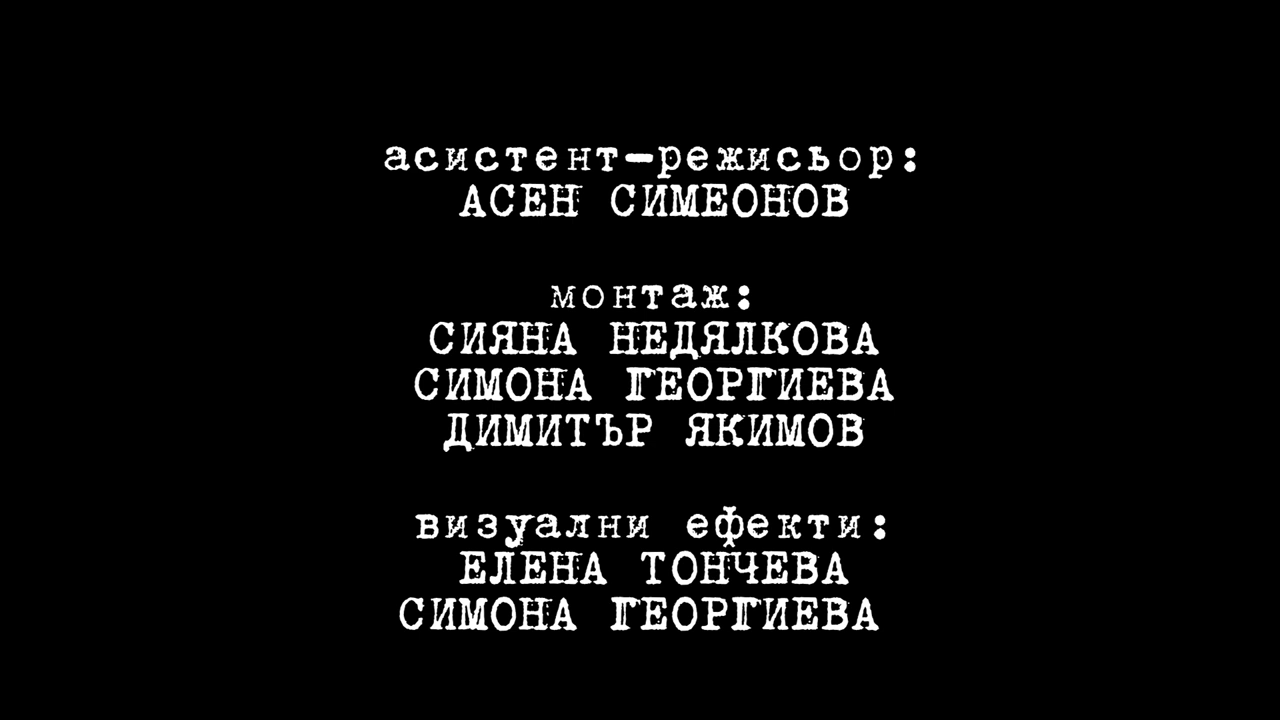 асистент-режисьор:
АСЕН СИМЕОНОВ
монтаж:
СИЯНА НЕДЯЛКОВА
СИМОНА ГЕОРГИЕВА
ДИМИТЪР ЯКИМОВ
визуални ефекти:
ЕЛЕНА ТОНЧЕВА
СИМОНА ГЕОРГИЕВА